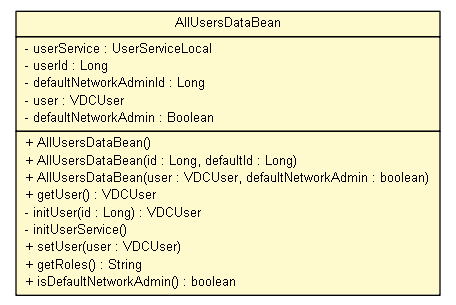 AllUsersDataBean
- userService : UserServiceLocal
- userId : Long
- defaultNetworkAdminId : Long
- user : VDCUser
- defaultNetworkAdmin : Boolean
+ AllUsersDataBean()
+ AllUsersDataBean(id : Long, defaultId : Long)
+ AllUsersDataBean(user : VDCUser, defaultNetworkAdmin : boolean)
+ getUser() : VDCUser
- initUser(id : Long) : VDCUser
- initUserService()
+ setUser(user : VDCUser)
+ getRoles() : String
+ isDefaultNetworkAdmin() : boolean